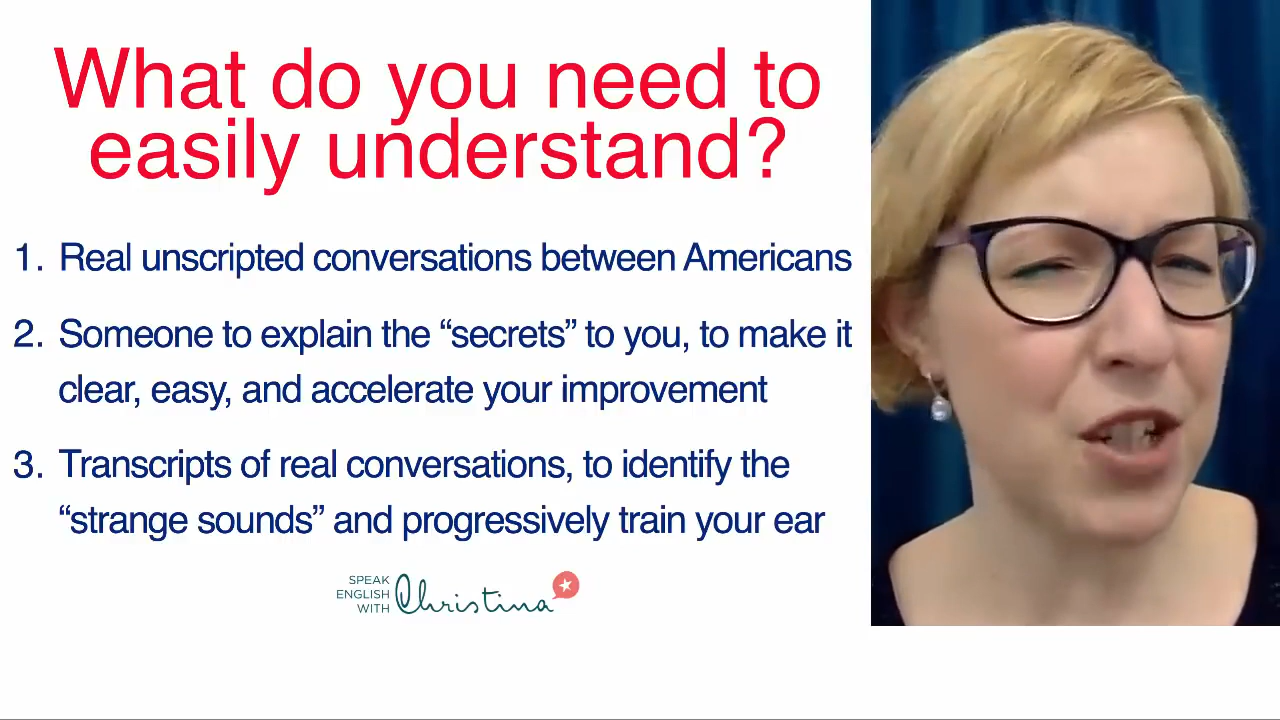 What do you need to
easily understand?
1. Real unscripted conversations between Americans
2. Someone to explain the “secrets” to you, to make it
clear, easy, and accelerate your improvement
3. Transcripts of real conversations, to identify the
“strange sounds” and progressively train your ear
SPEAK
ENGLISH
WITH
Christina